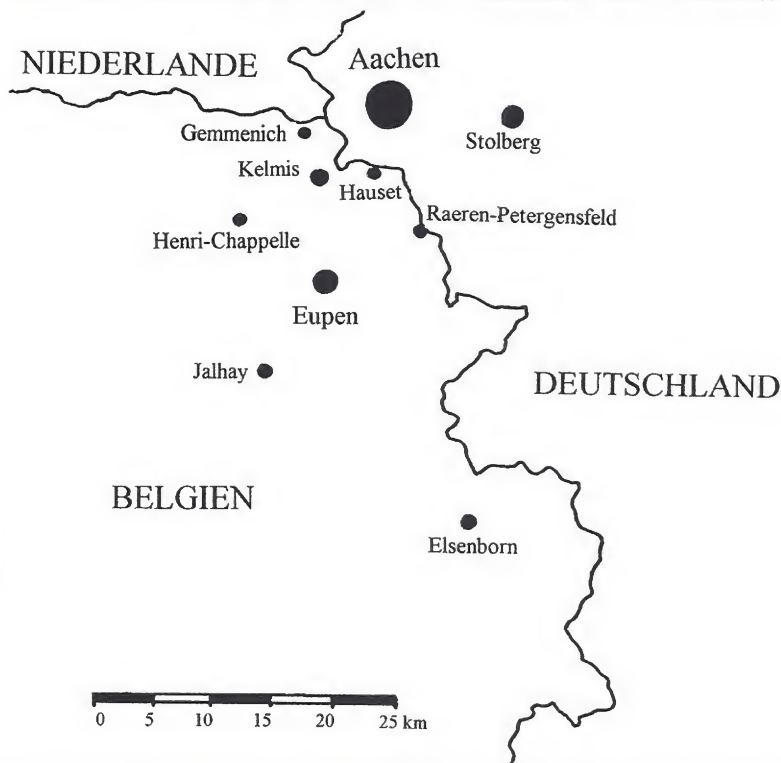 NIEDERLANDE
Aachen
Gemmenich
Stolberg
Kelmis
Hauset
Raeren-Petergensfeld
Henri-Chappelle
Eupen
Jalhay
DEUTSCHLAND
BELGIEN
Elsenborn
0 5 10 15 20 25 km